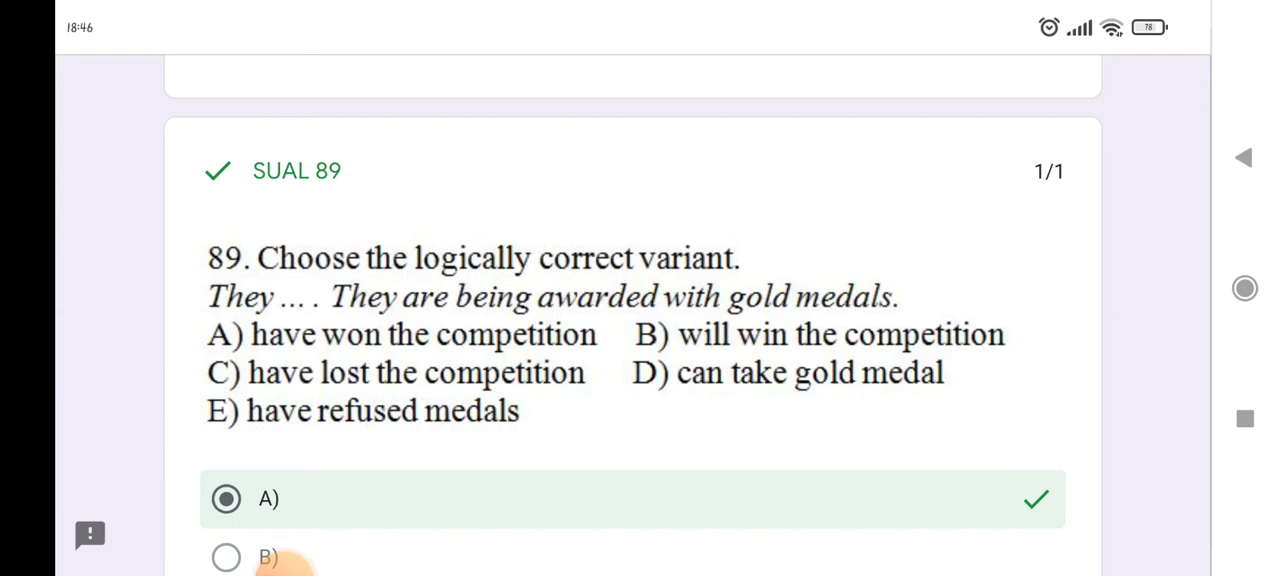 18:46
78
SUAL 89
1/1
89. Choose the logically correct variant.
They ... . They are being awarded with gold medals.
A) have won the competition B) will win the competition
C) have lost the competition D) can take gold medal
E) have refused medals
A)
B)